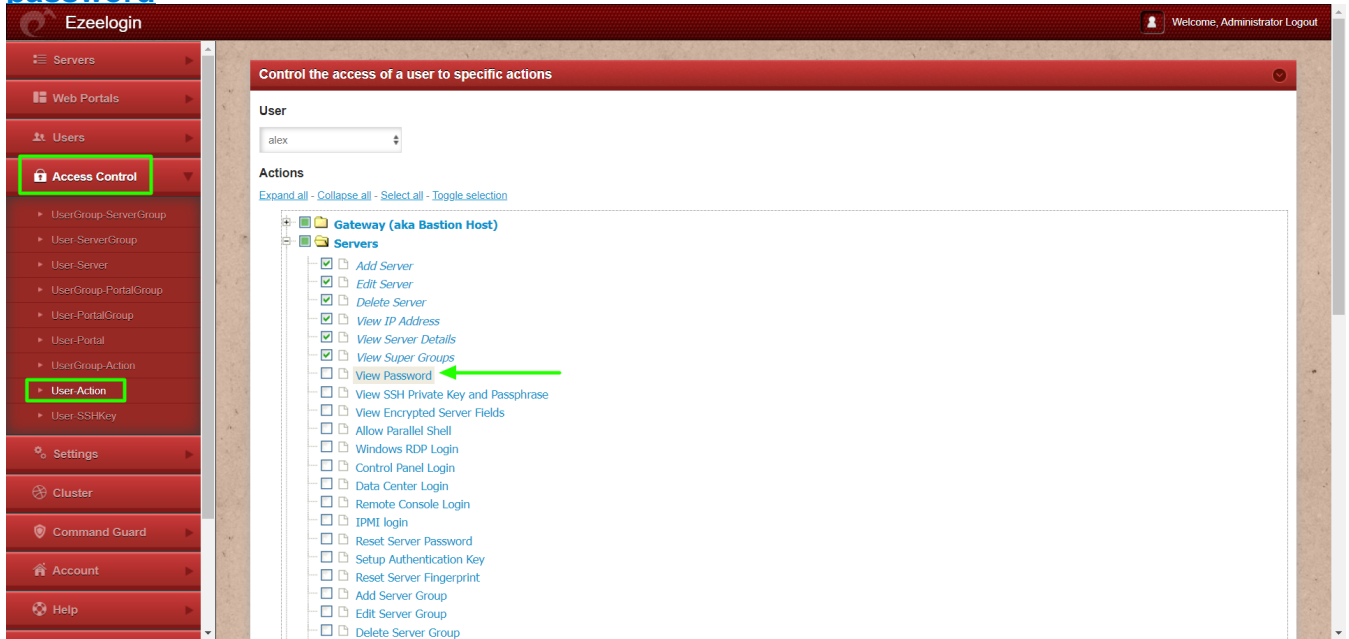 password
Ezeelogin
Welcome, Administrator Logout
Servers
Web Portals
Users
Access Control
UserGroup-ServerGroup
User-ServerGroup
User-Server
UserGroup-PortalGroup
User-PortalGroup
User-Portal
UserGroup-Action
User-Action
User-SSHKey
Settings
Cluster
Command Guard
Account
Help
Control the access of a user to specific actions
User
alex
Actions
Expand all - Collapse all - Select all - Toggle selection
Gateway (aka Bastion Host)
Servers
Add Server
Edit Server
Delete Server
View IP Address
View Server Details
View Super Groups
View Password
View SSH Private Key and Passphrase
View Encrypted Server Fields
Allow Parallel Shell
Windows RDP Login
Control Panel Login
Data Center Login
Remote Console Login
IPMI login
Reset Server Password
Setup Authentication Key
Reset Server Fingerprint
Add Server Group
Edit Server Group
Delete Server Group